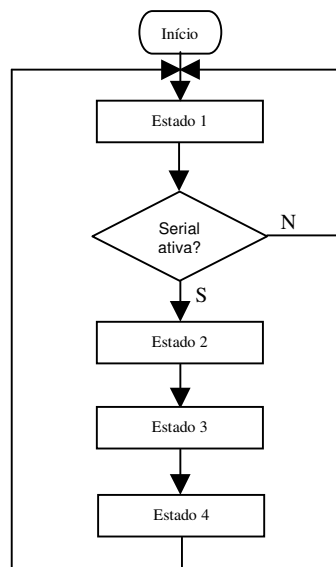 Início
Estado 1
Serial
ativa?
N
S
Estado 2
Estado 3
Estado 4